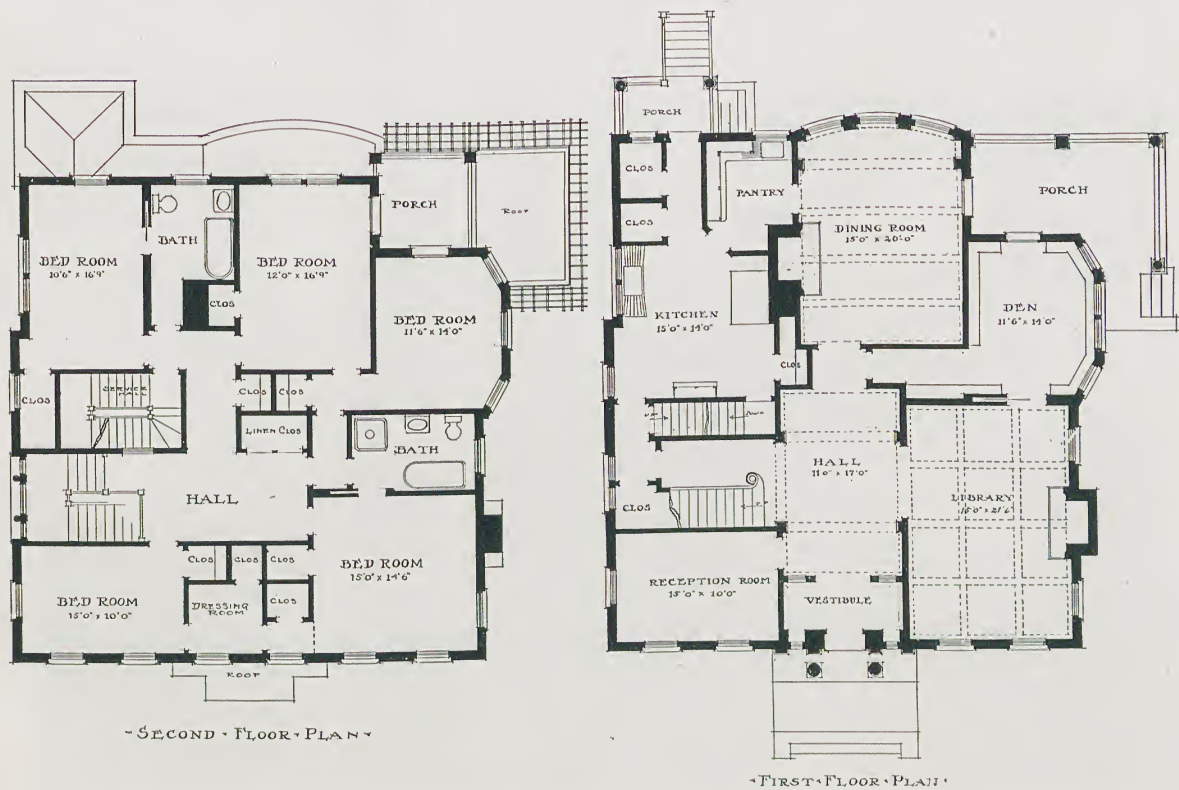 BED ROOM
10'6" x 16'9"
BATH
BED ROOM
12'0" x 16'9"
PORCH
ROOF
CLOS
BED ROOM
11'6" x 14'0"
CLOS
SERVICE
HALL
CLOS
CLOS
LINEN CLOS
BATH
HALL
CLOS
CLOS
CLOS
BED ROOM
15'0" x 14'6"
BED ROOM
15'0" x 10'0"
DRESSING
ROOM
CLOS
ROOF
-SECOND·FLOOR·PLAN-
PORCH
CLOS
PANTRY
CLOS
DINING ROOM
15'0" x 20'0"
PORCH
KITCHEN
15'0" x 14'0"
DEN
11'6" x 14'0"
CLOS
UP
DOWN
HALL
11'0" x 17'0"
LIBRARY
15'0" x 21'6"
CLOS
UP
RECEPTION ROOM
15'0" x 10'0"
VESTIBULE
·FIRST·FLOOR·PLAN·